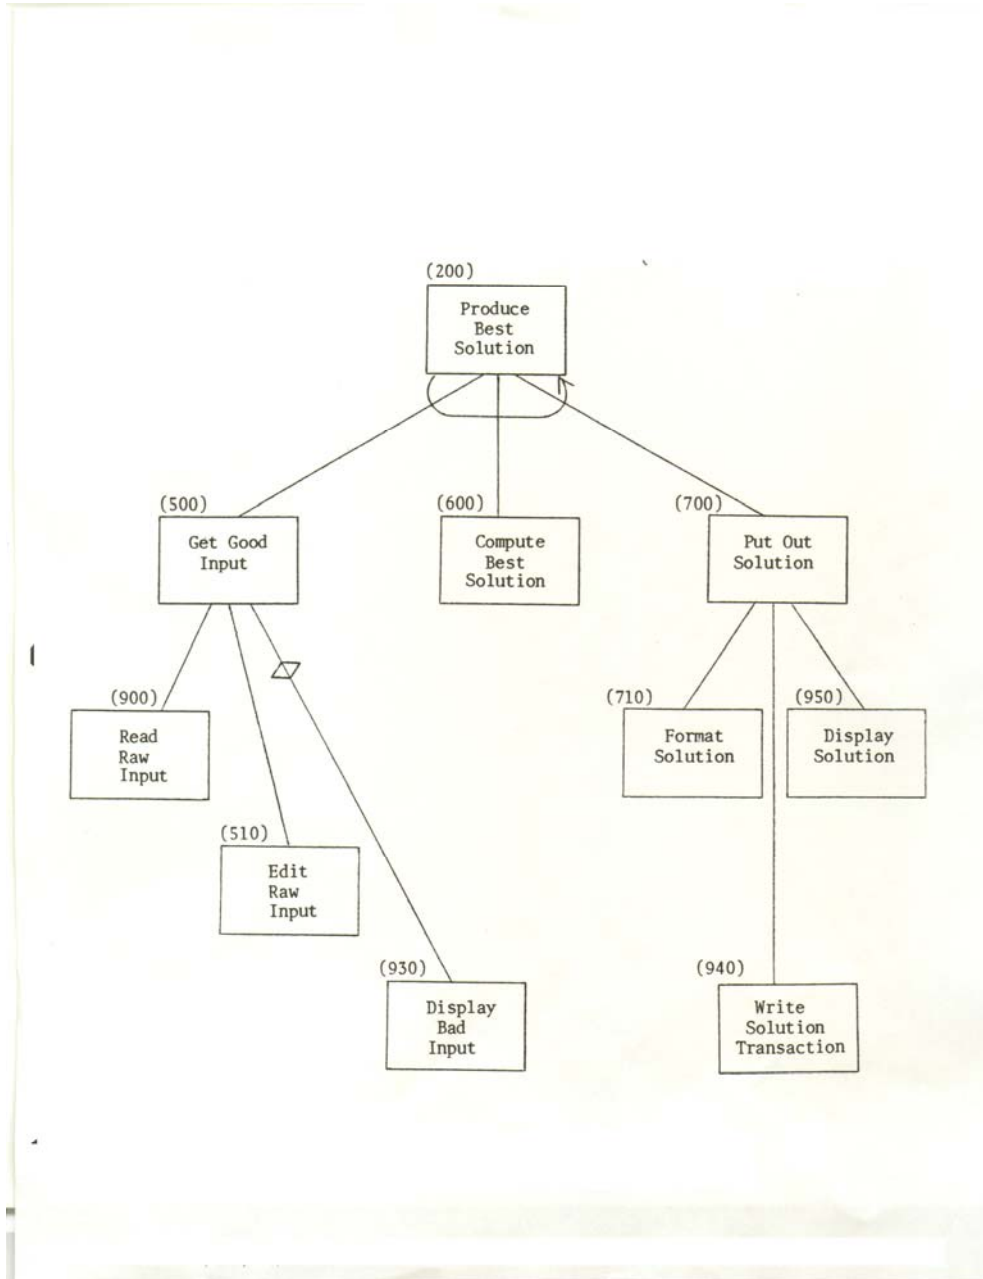 (200)
Produce
Best
Solution
(500)
Get Good
Input
(600)
Compute
Best
Solution
(700)
Put Out
Solution
(900)
Read
Raw
Input
(710)
Format
Solution
(950)
Display
Solution
(510)
Edit
Raw
Input
(930)
Display
Bad
Input
(940)
Write
Solution
Transaction